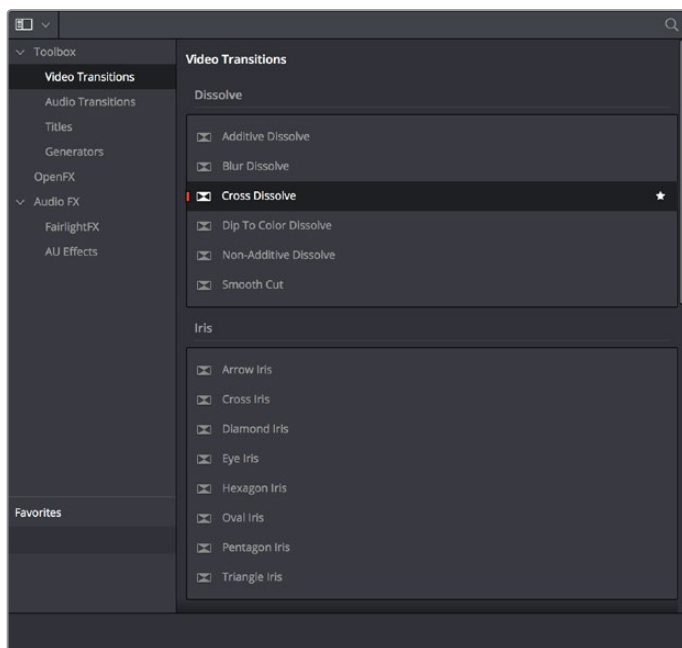 Toolbox
Video Transitions
Audio Transitions
Titles
Generators
OpenFX
Audio FX
FairlightFX
AU Effects
Favorites
Video Transitions
Dissolve
Additive Dissolve
Blur Dissolve
Cross Dissolve
Dip To Color Dissolve
Non-Additive Dissolve
Smooth Cut
Iris
Arrow Iris
Cross Iris
Diamond Iris
Eye Iris
Hexagon Iris
Oval Iris
Pentagon Iris
Triangle Iris